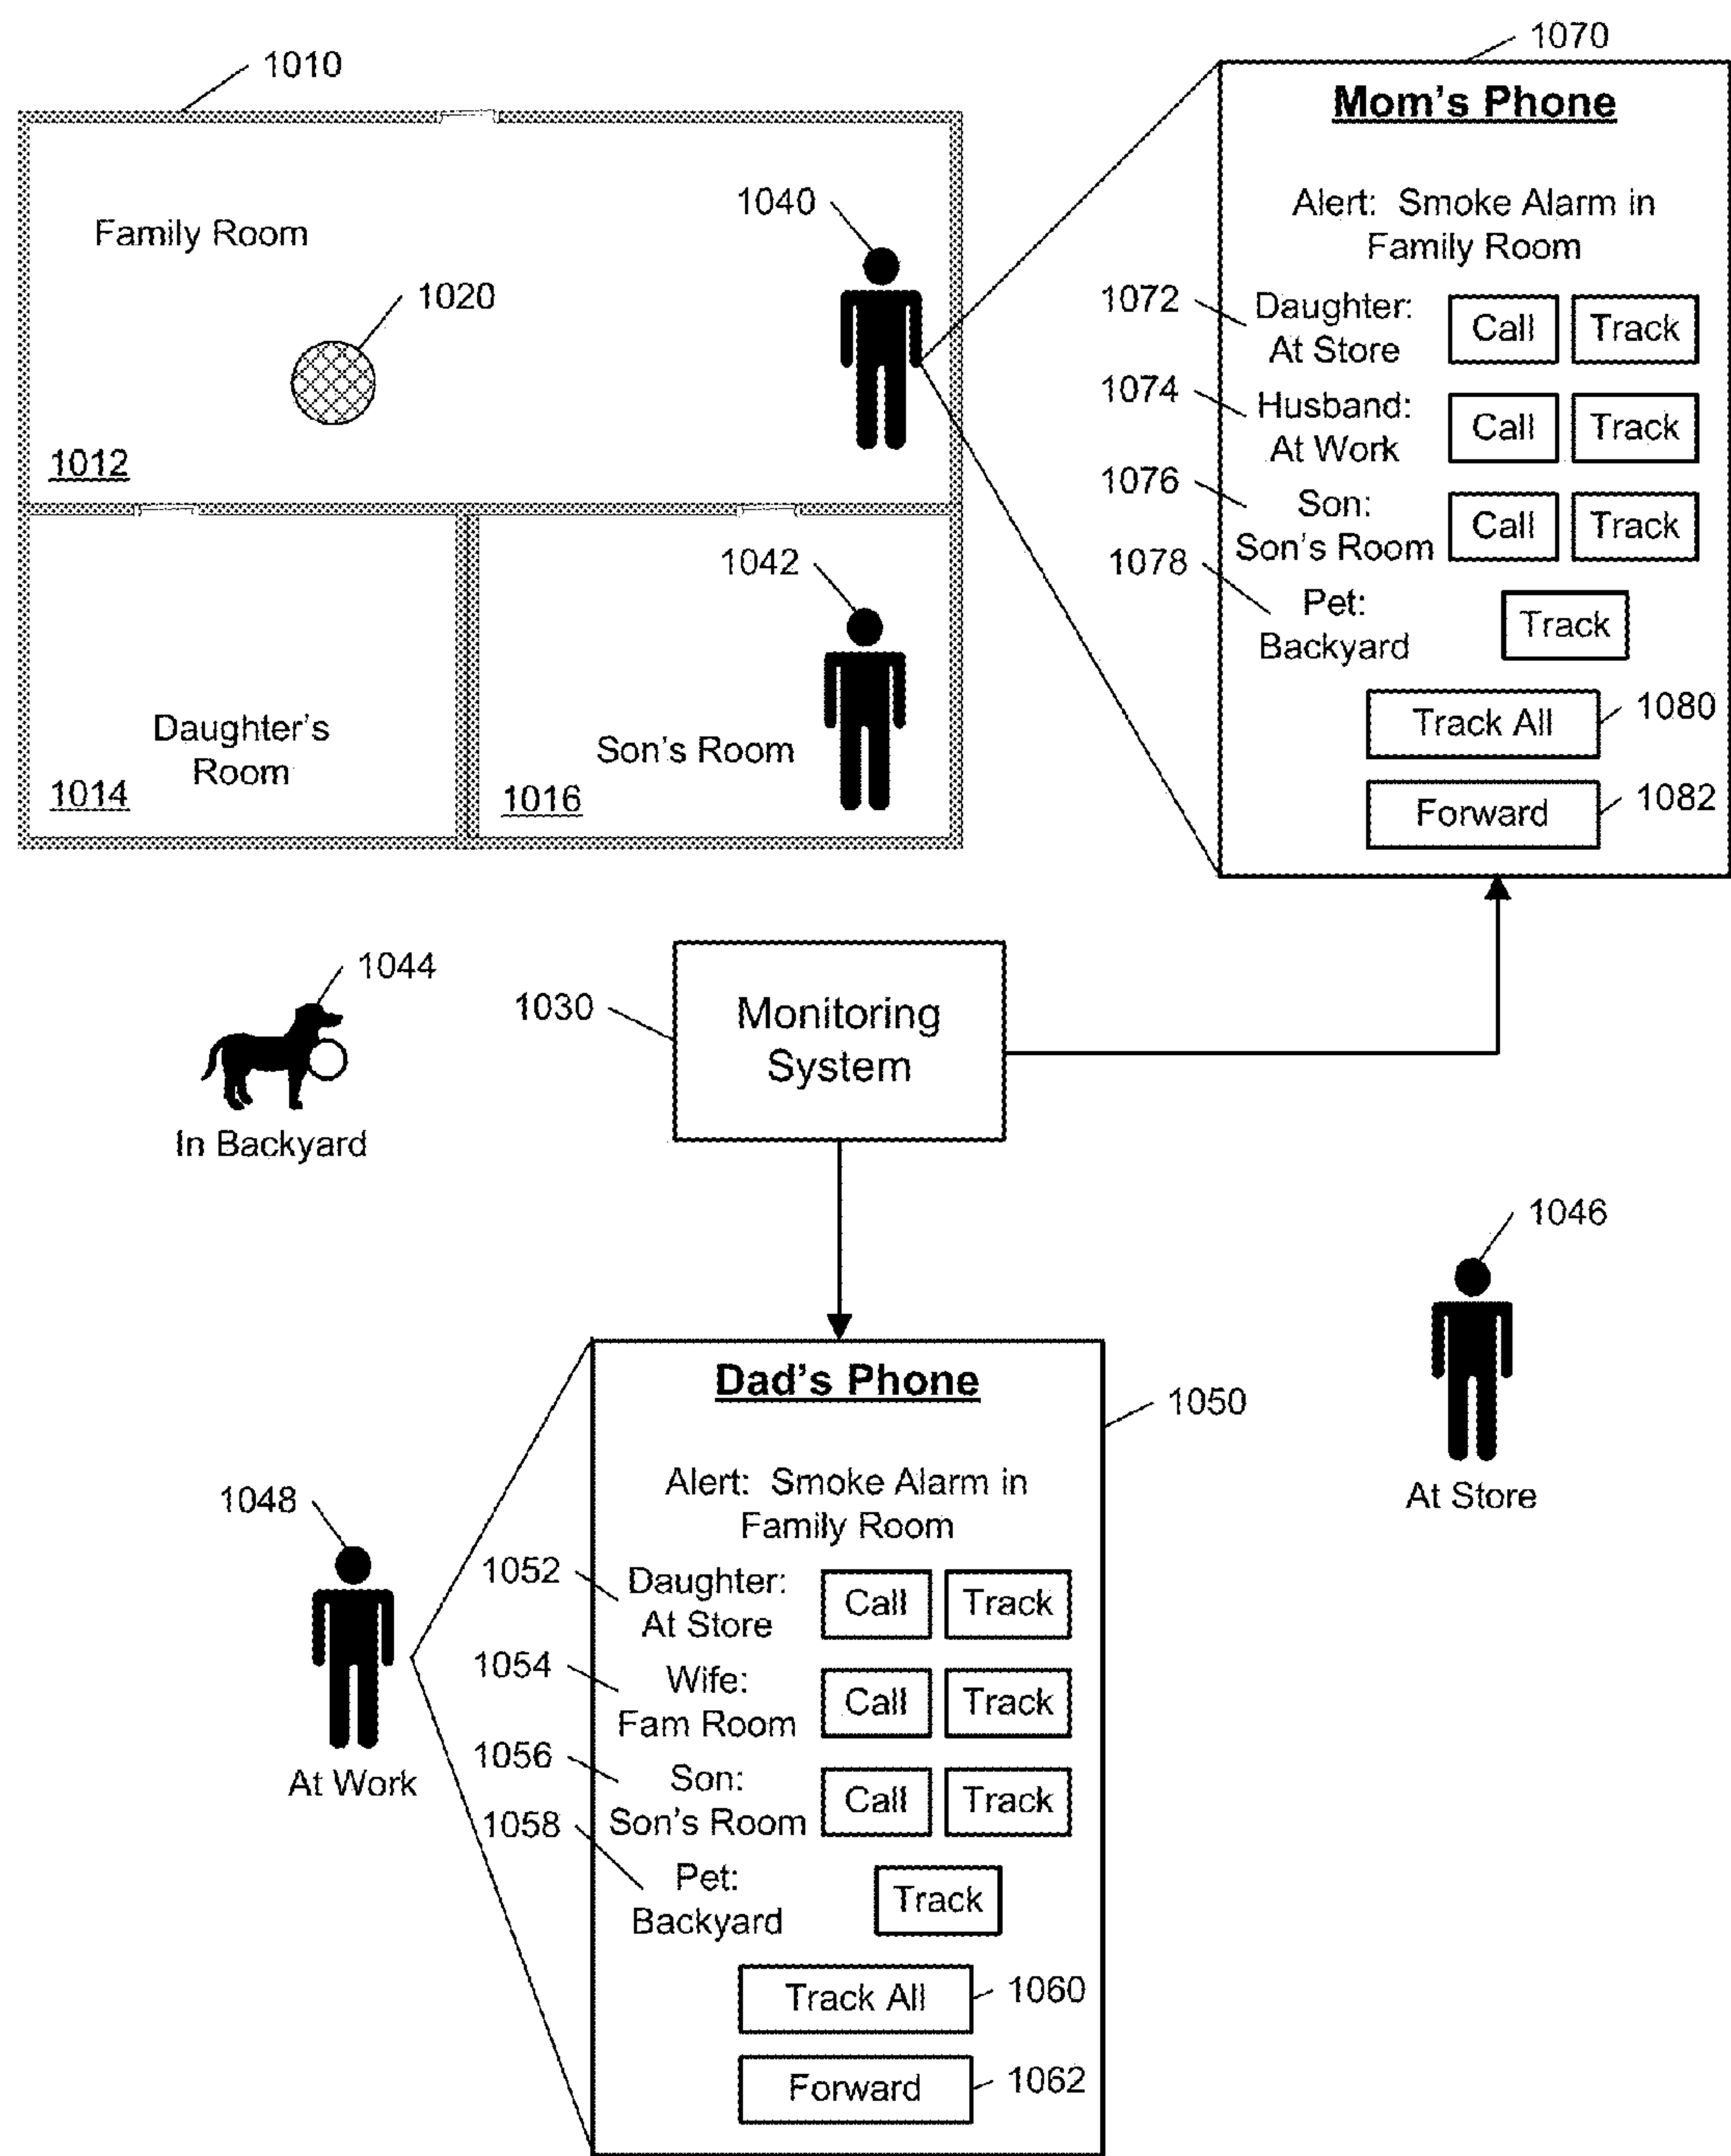 1010
Family Room
1020
1040
1012
1042
Daughter's
Room
1014
Son's Room
1016
1070
Mom's Phone
Alert: Smoke Alarm in
Family Room
1072
Daughter:
At Store
Call
Track
1074
Husband:
At Work
Call
Track
1076
Son:
Son's Room
Call
Track
1078
Pet:
Backyard
Track
Track All
1080
Forward
1082
1044
In Backyard
1030
Monitoring
System
1046
At Store
1048
At Work
Dad's Phone
1050
Alert: Smoke Alarm in
Family Room
1052
Daughter:
At Store
Call
Track
1054
Wife:
Fam Room
Call
Track
1056
Son:
Son's Room
Call
Track
1058
Pet:
Backyard
Track
Track All
1060
Forward
1062